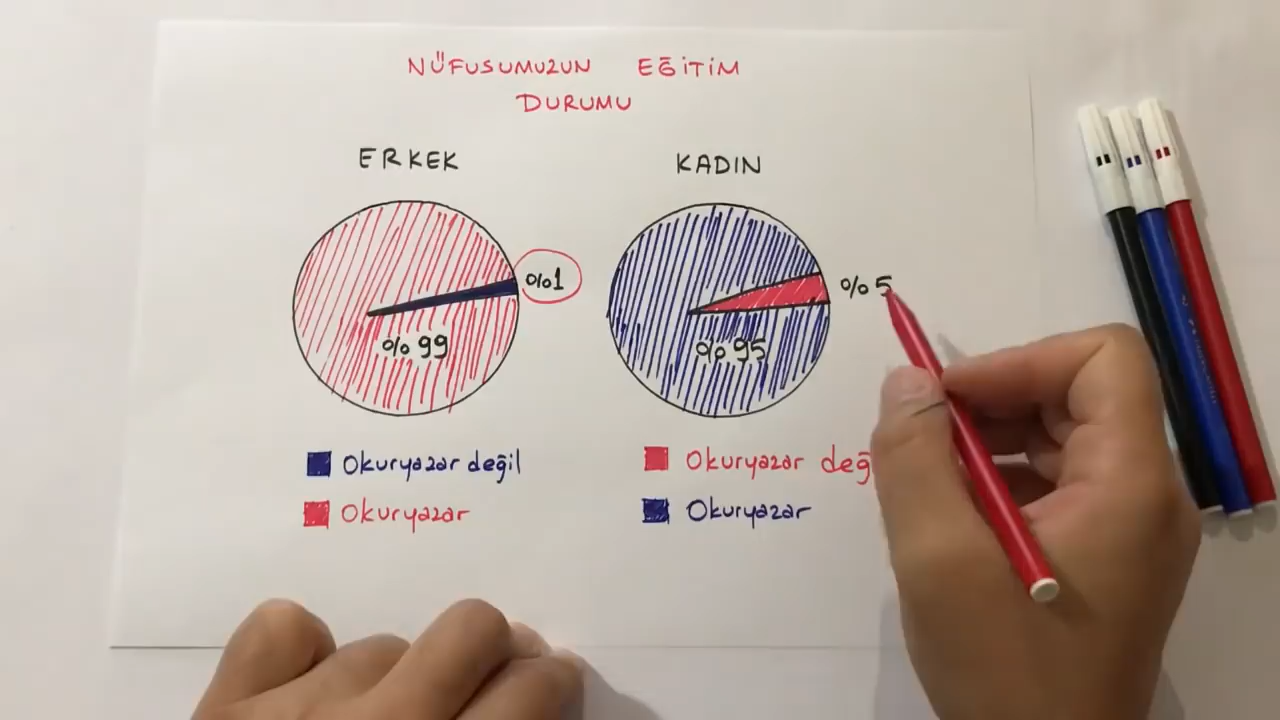 NÜFUSUMUZUN EĞİTİM
DURUMU
ERKEK
KADIN
%1
%5
%99
%95
Okuryazar değil
Okuryazar
Okuryazar değ
Okuryazar